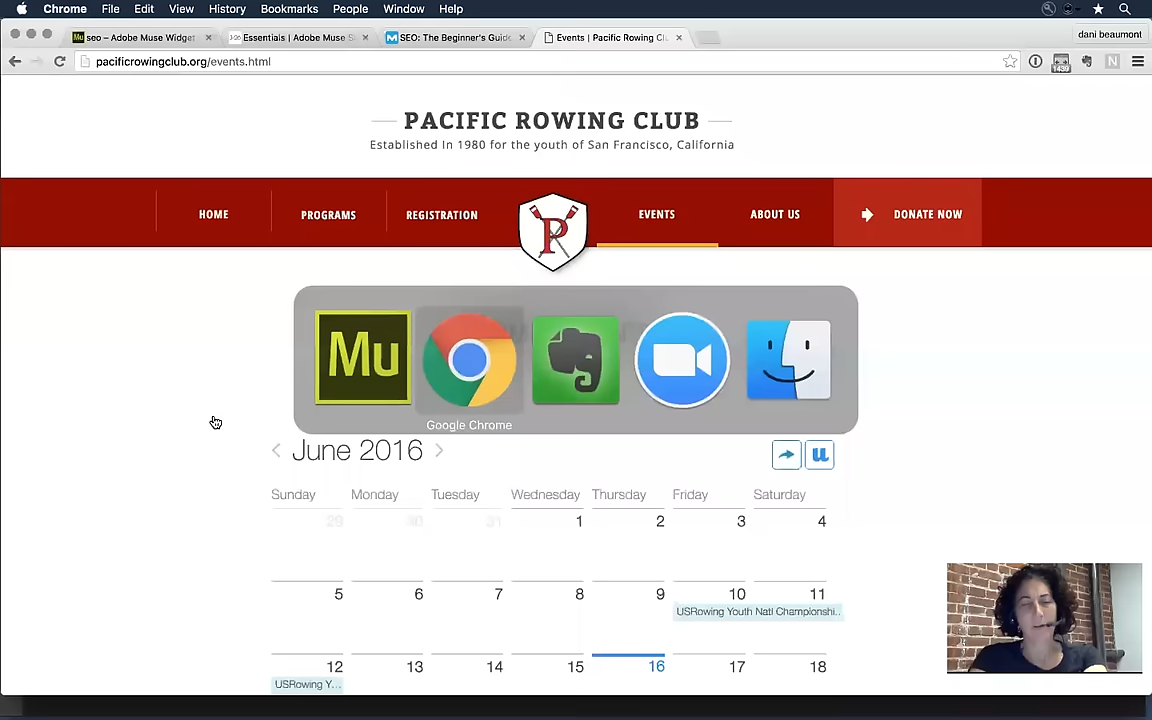 Chrome File Edit View History Bookmarks People Window Help
seo – Adobe Muse Widget
Essentials | Adobe Muse S
SEO: The Beginner's Guide
Events | Pacific Rowing Cl
dani beaumont
pacificrowingclub.org/events.html
PACIFIC ROWING CLUB
Established In 1980 for the youth of San Francisco, California
HOME PROGRAMS REGISTRATION P EVENTS ABOUT US DONATE NOW
Mu
Google Chrome
June 2016
Sunday Monday Tuesday Wednesday Thursday Friday Saturday
29 30 31 1 2 3 4
5 6 7 8 9 10 11
USRowing Youth Natl Championshi..
12 13 14 15 16 17 18
USRowing Y...